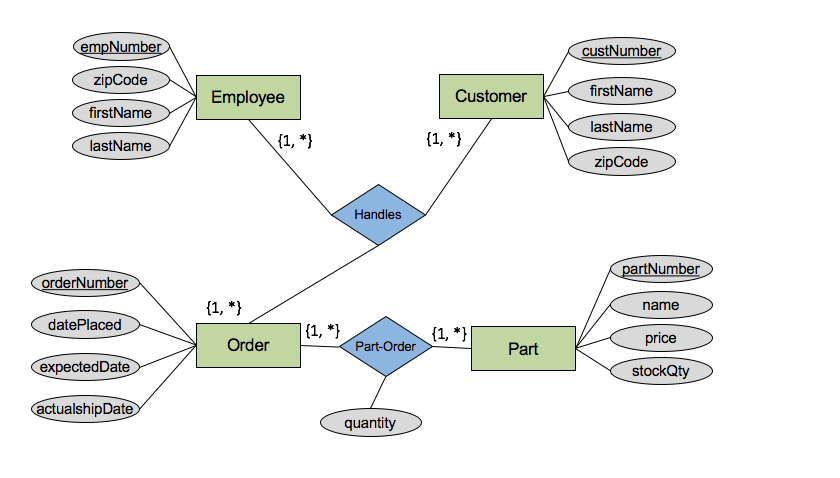 empNumber
zipCode
firstName
lastName
Employee
{1, *}
Customer
{1, *}
custNumber
firstName
lastName
zipCode
Handles
orderNumber
datePlaced
expectedDate
actualshipDate
{1, *}
Order
{1, *}
Part-Order
{1, *}
Part
quantity
partNumber
name
price
stockQty